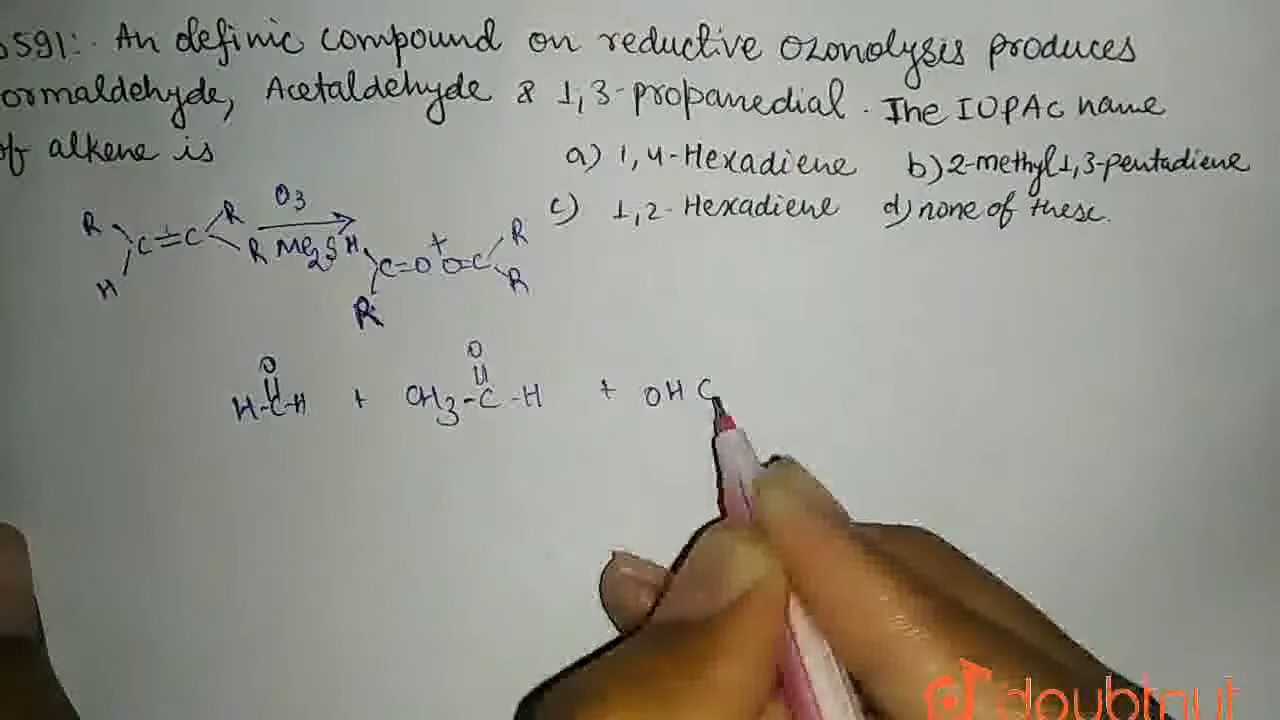 591:. An definic compound on reductive ozonolysis produces
ormaldehyde, Acetaldehyde & 1,3-propanedial. The IUPAC name
of alkene is
a) 1,4-Hexadiene b) 2-methyl 1,3-pentadiene
c) 1,2-Hexadiene d) none of these.
R H C=C R R O3 Me2S H R C=O + O=C R R
H-C-H O + CH3-C-H O + OHC
doubtnut